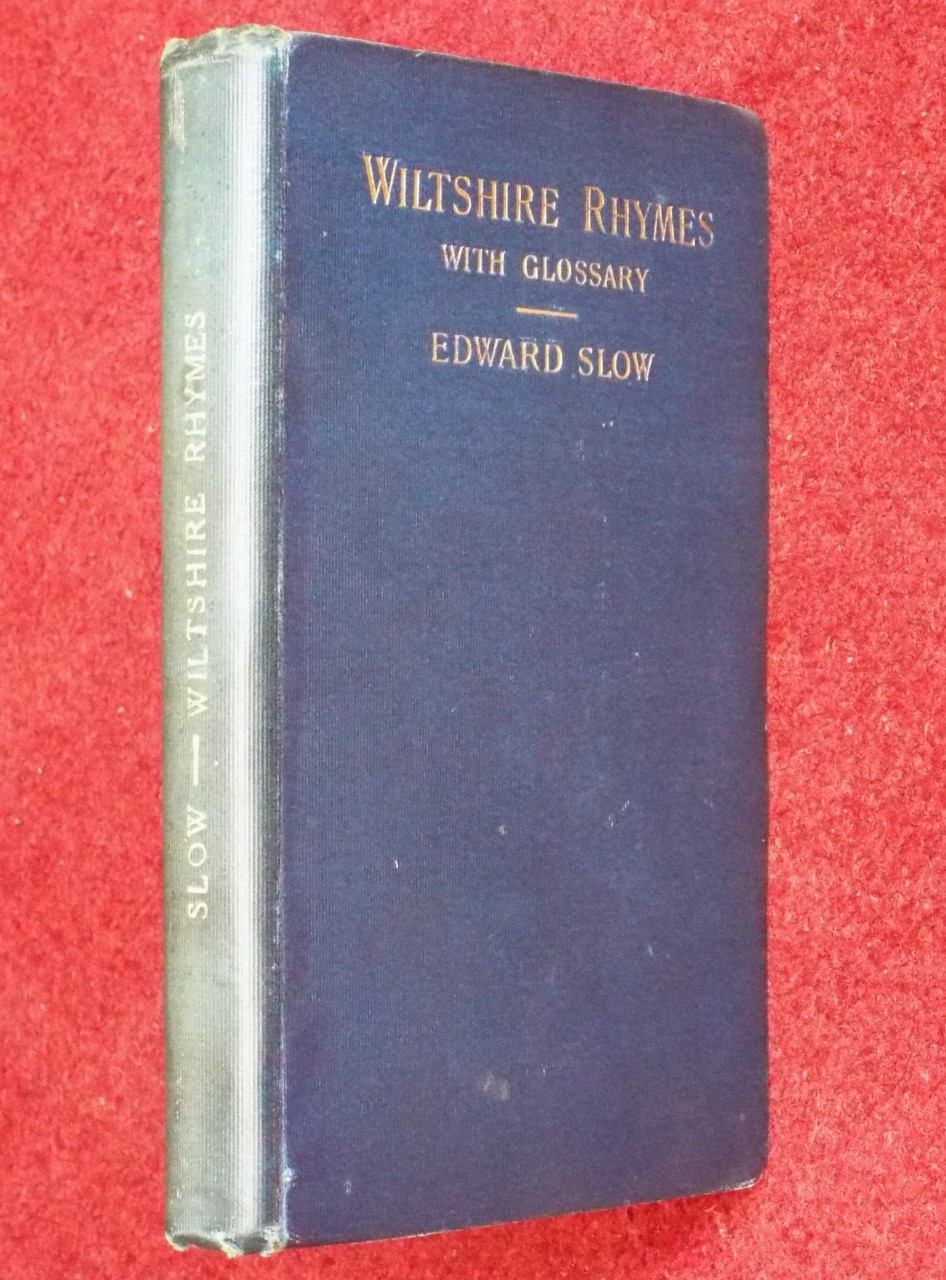 WILTSHIRE RHYMES
WITH GLOSSARY
EDWARD SLOW
SLOW — WILTSHIRE RHYMES